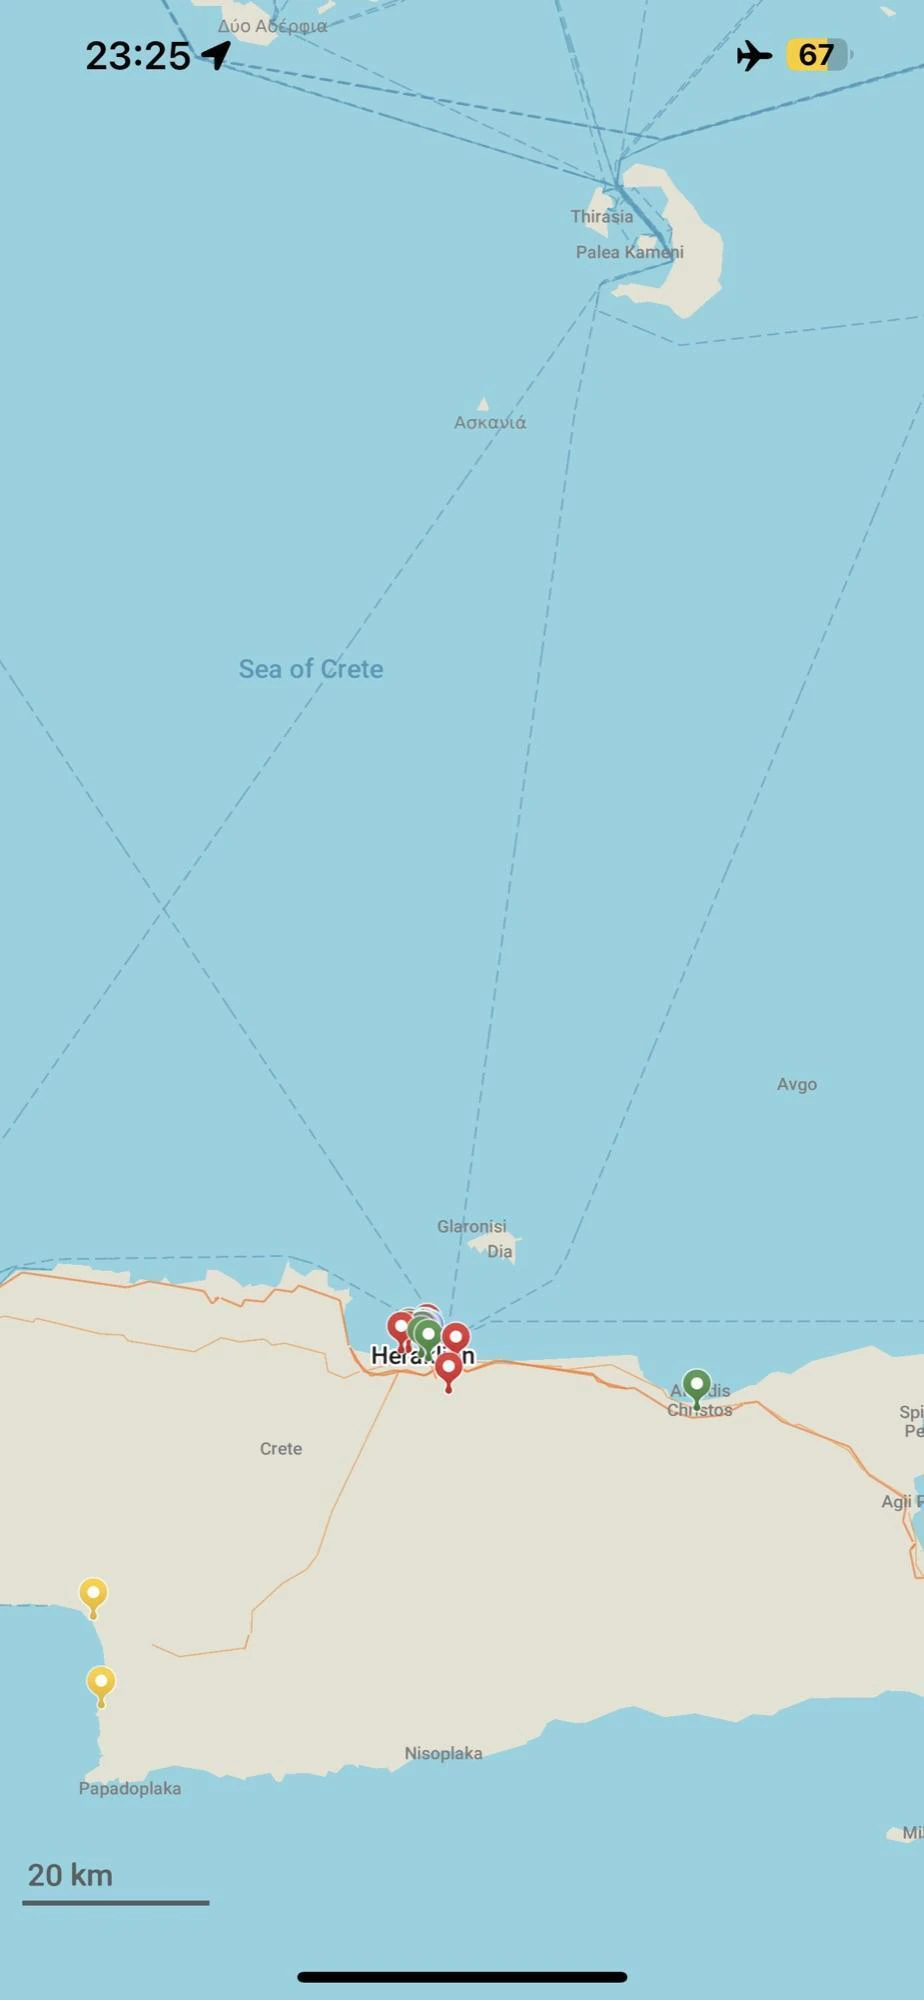 Δύο Αδέρφια
23:25
67
Thirasia
Palea Kameni
Ασκανιά
Sea of Crete
Avgo
Glaronisi
Dia
Christos
Crete
Nisoplaka
Papadoplaka
20 km